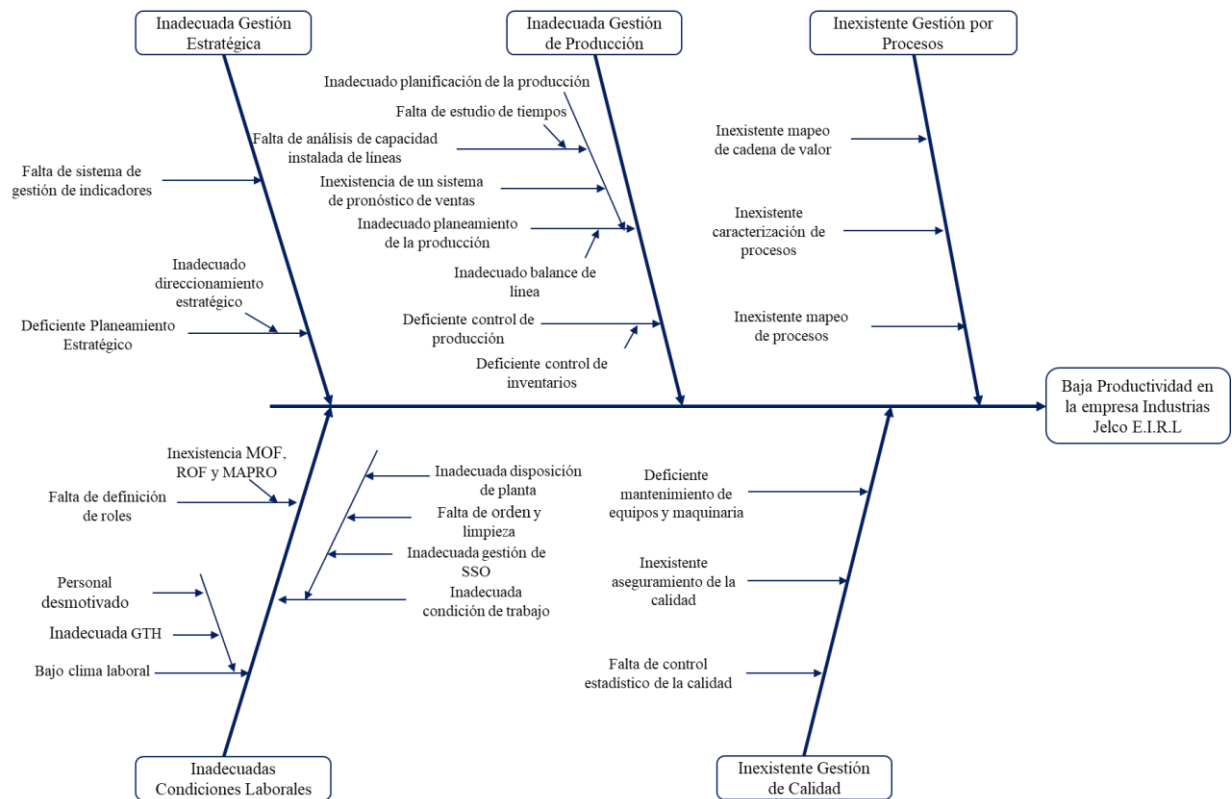 Inadecuada Gestión
Estratégica
Inadecuada Gestión
de Producción
Inexistente Gestión por
Procesos
Falta de sistema de
gestión de indicadores
Inadecuado
direccionamiento
estratégico
Deficiente Planeamiento
Estratégico
Inadecuado planificación de la producción
Falta de estudio de tiempos
Falta de análisis de capacidad
instalada de líneas
Inexistencia de un sistema
de pronóstico de ventas
Inadecuado planeamiento
de la producción
Inadecuado balance de
línea
Deficiente control de
producción
Deficiente control de
inventarios
Inexistente mapeo
de cadena de valor
Inexistente
caracterización de
procesos
Inexistente mapeo
de procesos
Baja Productividad en
la empresa Industrias
Jelco E.I.R.L
Inexistencia MOF,
ROF y MAPRO
Falta de definición
de roles
Personal
desmotivado
Inadecuada GTH
Bajo clima laboral
Inadecuada disposición
de planta
Falta de orden y
limpieza
Inadecuada gestión de
SSO
Inadecuada
condición de trabajo
Deficiente
mantenimiento de
equipos y maquinaria
Inexistente
aseguramiento de la
calidad
Falta de control
estadístico de la calidad
Inadecuadas
Condiciones Laborales
Inexistente Gestión
de Calidad